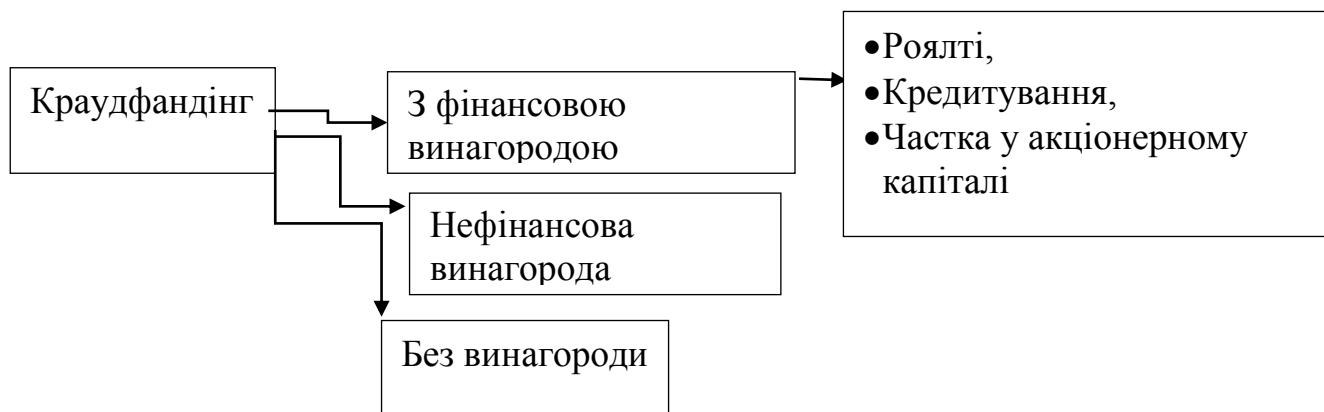 Краудфандінг
З фінансовою
винагородою
•Роялті,
•Кредитування,
•Частка у акціонерному
капіталі
Нефінансова
винагорода
Без винагороди